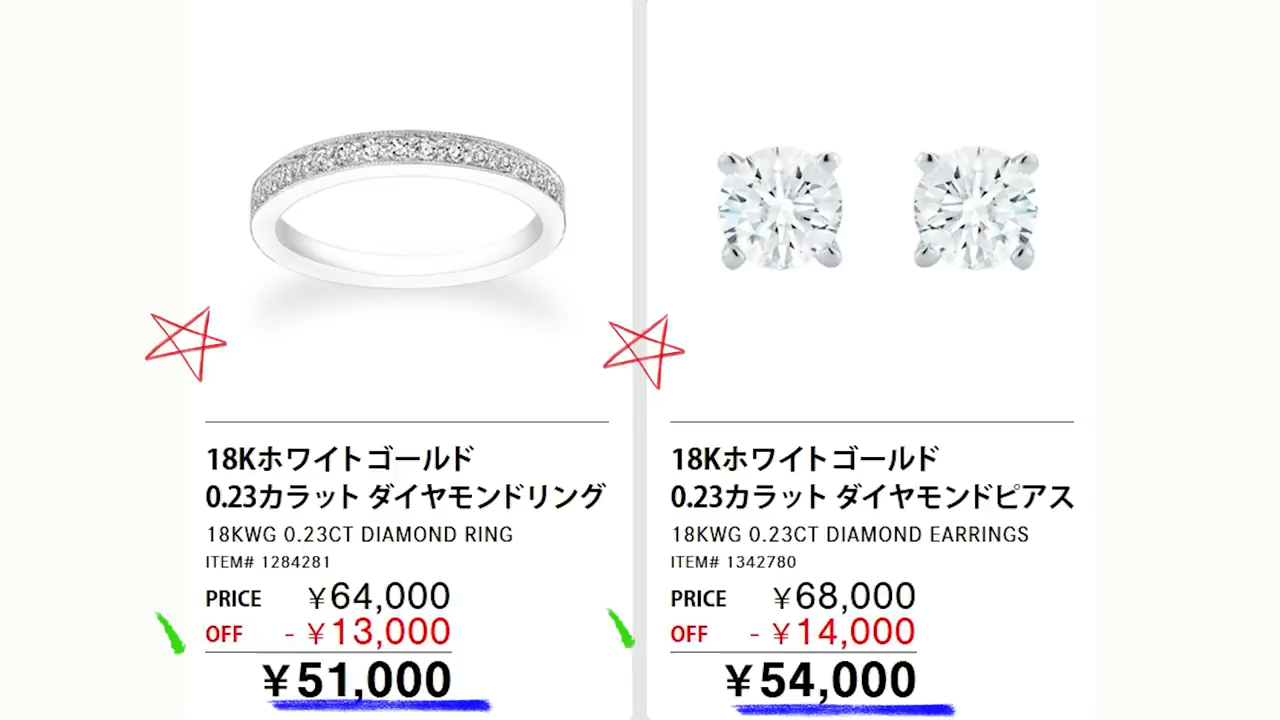 18Kホワイトゴールド
0.23カラット ダイヤモンドリング
18KWG 0.23CT DIAMOND RING
ITEM# 1284281
PRICE ¥64,000
OFF - ¥13,000
¥51,000
18Kホワイトゴールド
0.23カラット ダイヤモンドピアス
18KWG 0.23CT DIAMOND EARRINGS
ITEM# 1342780
PRICE ¥68,000
OFF - ¥14,000
¥54,000